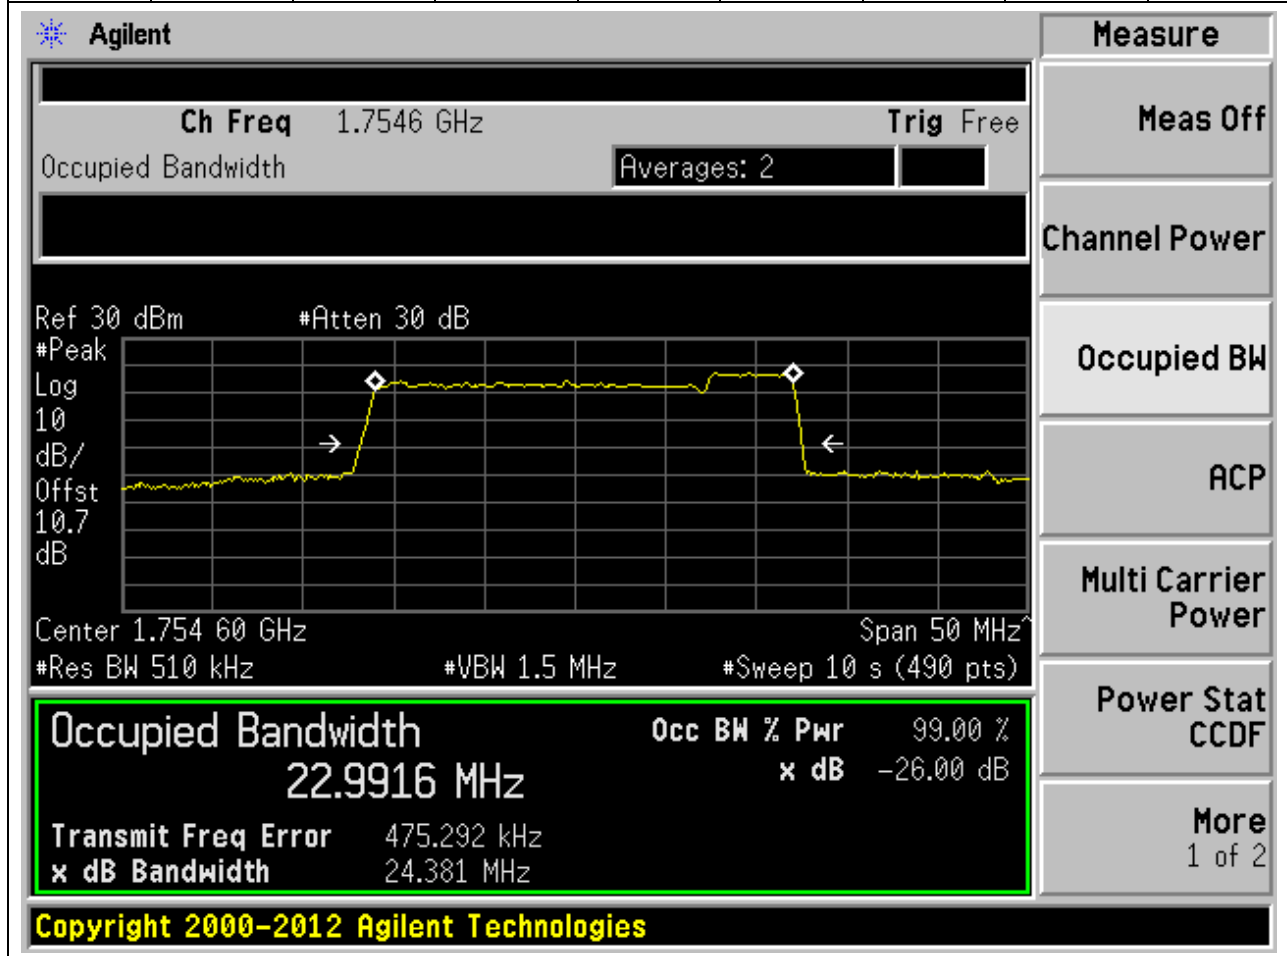 Agilent
Measure
Ch Freq 1.7546 GHz Trig Free
Meas Off
Occupied Bandwidth Averages: 2
Channel Power
Ref 30 dBm #Atten 30 dB
#Peak
Log
10
dB/
Offst
10.7
dB
Occupied BW
ACP
Multi Carrier
Power
Center 1.754 60 GHz Span 50 MHz^
#Res BW 510 kHz #VBW 1.5 MHz #Sweep 10 s (490 pts)
Power Stat
CCDF
Occupied Bandwidth Occ BW % Pwr 99.00 %
22.9916 MHz x dB -26.00 dB
Transmit Freq Error 475.292 kHz
x dB Bandwidth 24.381 MHz
More
1 of 2
Copyright 2000-2012 Agilent Technologies